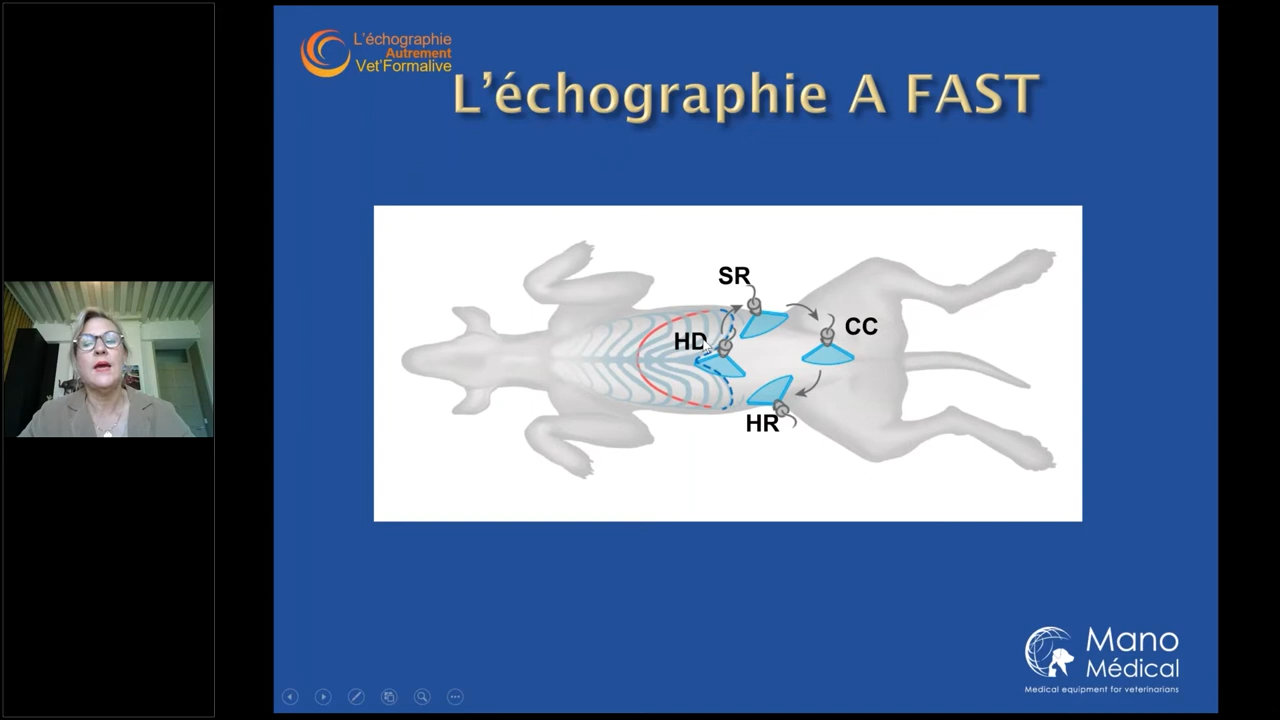 L'échographie
Autrement
Vet'Formalive
L'échographie A FAST
SR
CC
HD
HR
Mano
Médical
Medical equipment for veterinarians